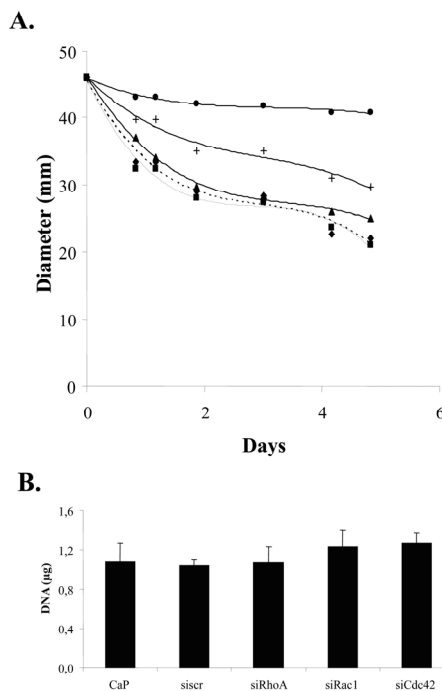 A.
50
40
30
20
10
0
Diameter (mm)
0 2 4 6
Days
B.
1,6
1,2
0,8
0,4
0,0
DNA (µg)
CaP siscr siRhoA siRac1 siCdc42